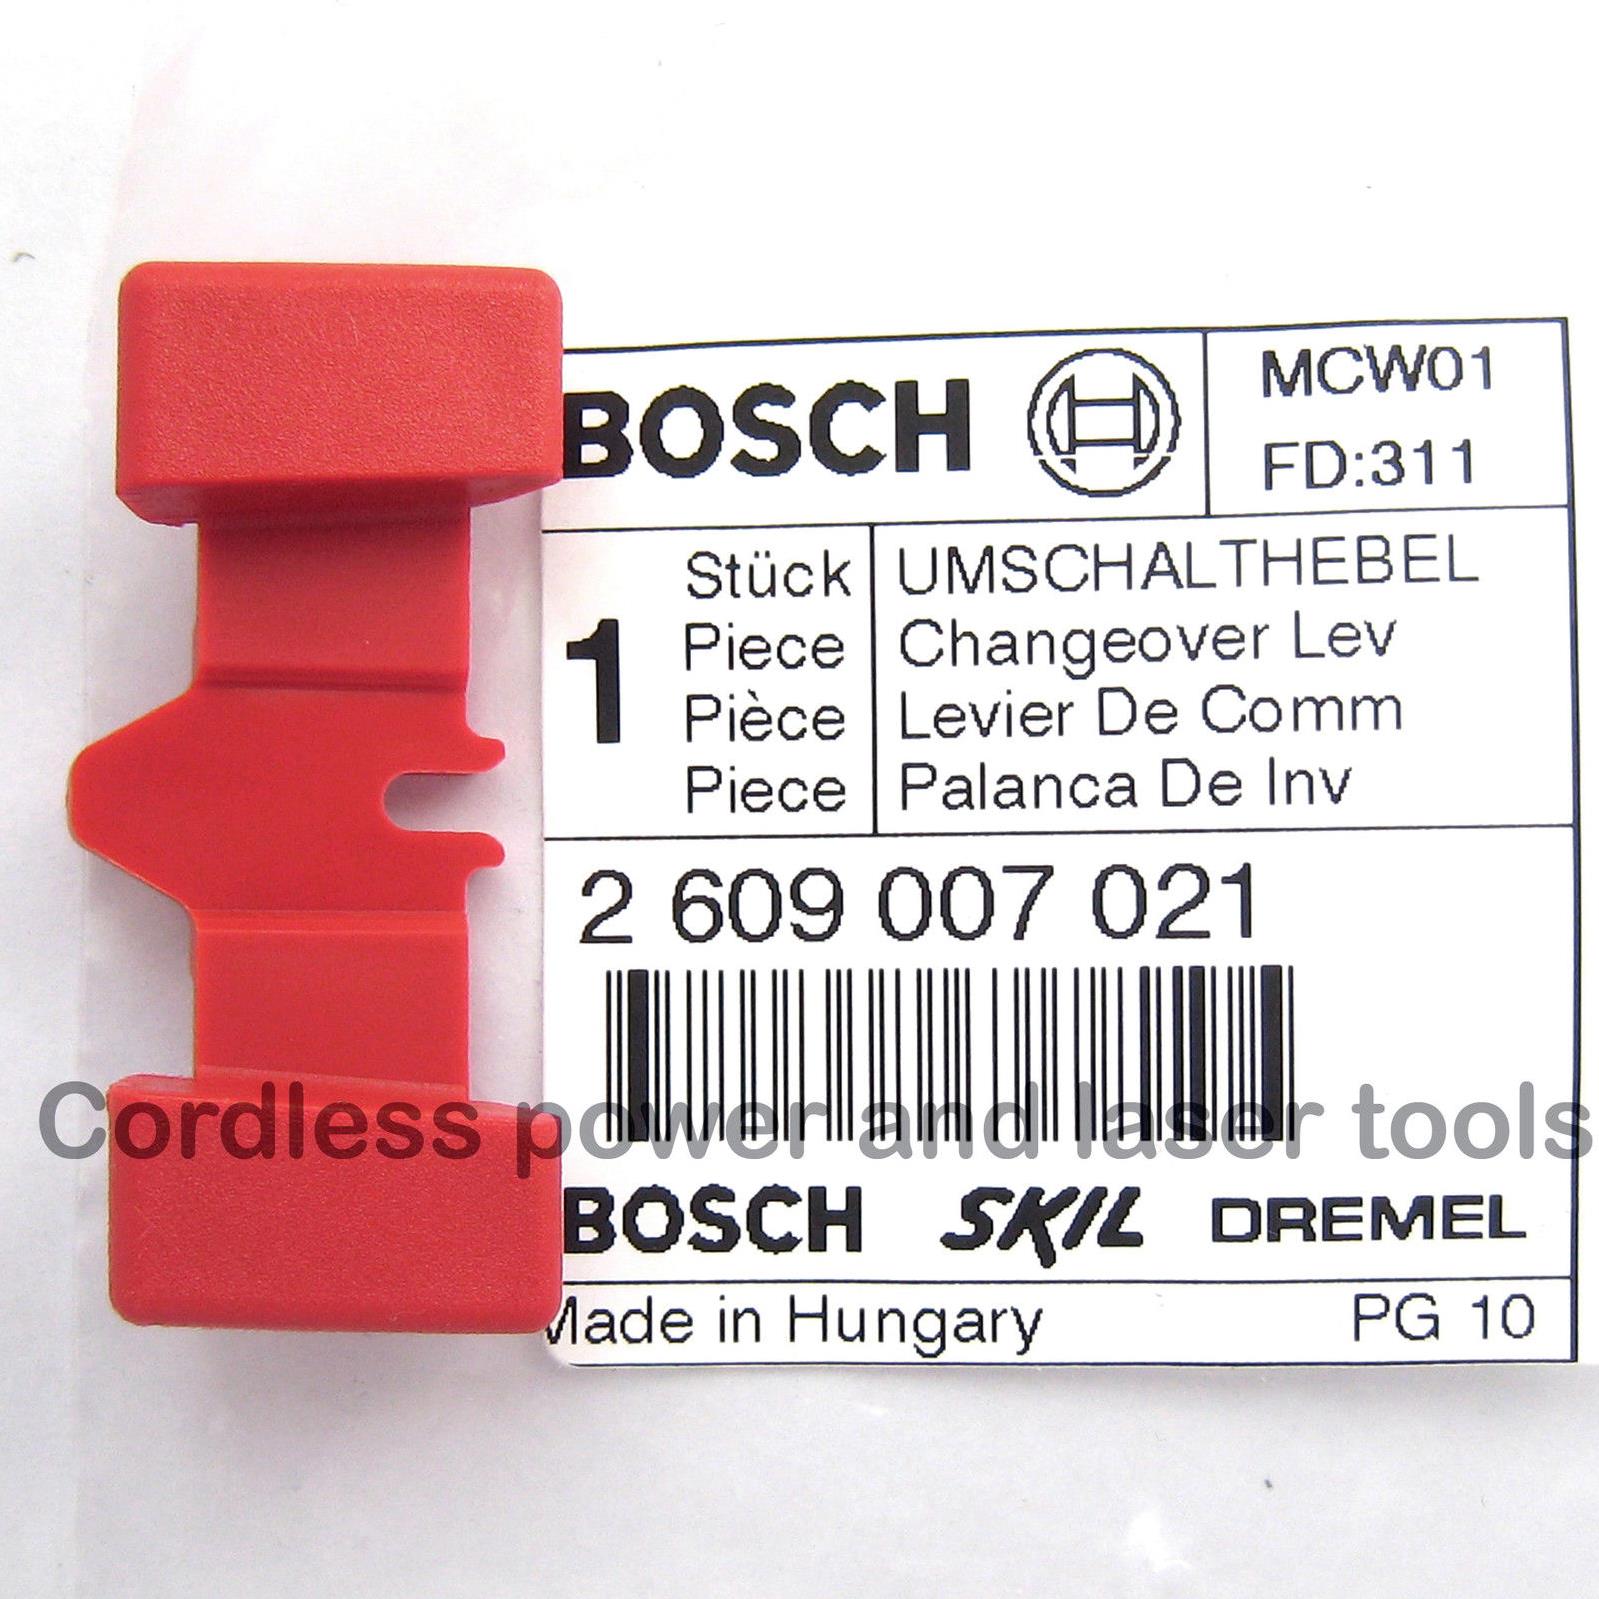 BOSCH
MCW01
FD:311
1
Stück
Piece
Pièce
Piece
UMSCHALTHEBEL
Changeover Lev
Levier De Comm
Palanca De Inv
2 609 007 021
Cordless power and laser tools
BOSCH SKIL DREMEL
Made in Hungary PG 10